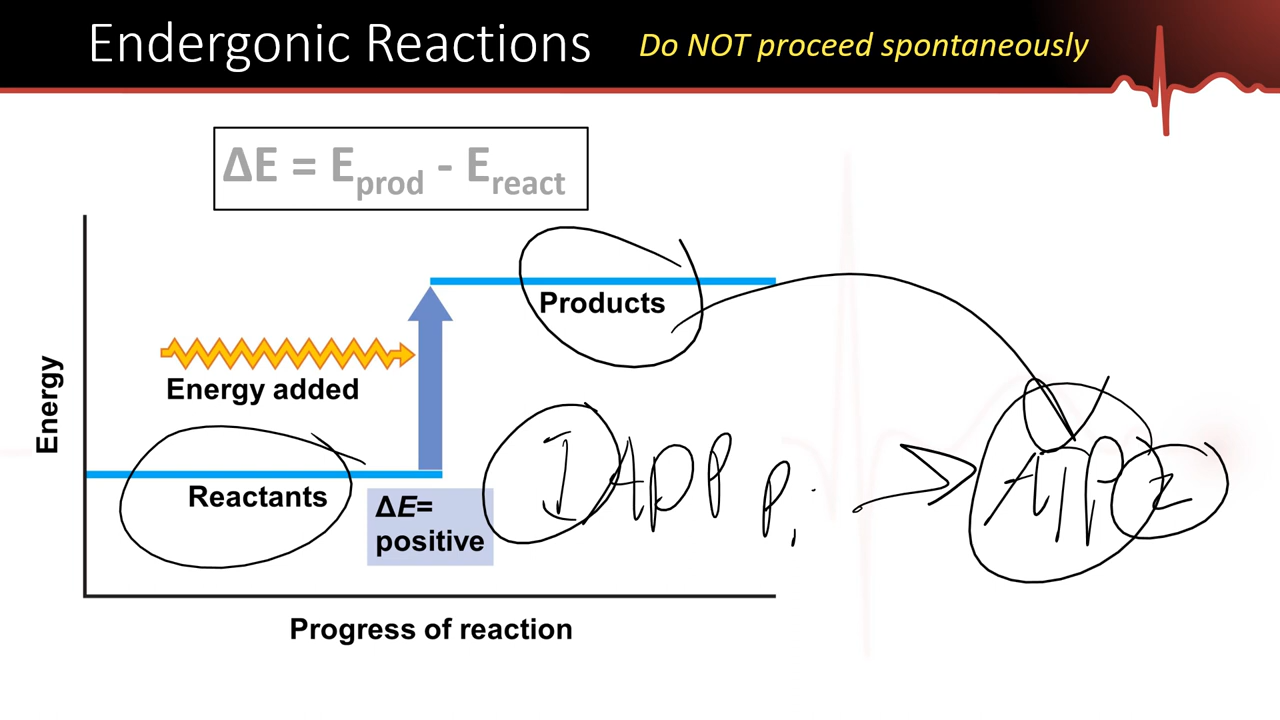 Endergonic Reactions Do NOT proceed spontaneously
ΔE = Eprod - Ereact
Products
Energy added
Energy
Reactants
ΔE=
positive
I ADP Pi → ATP 2
Progress of reaction